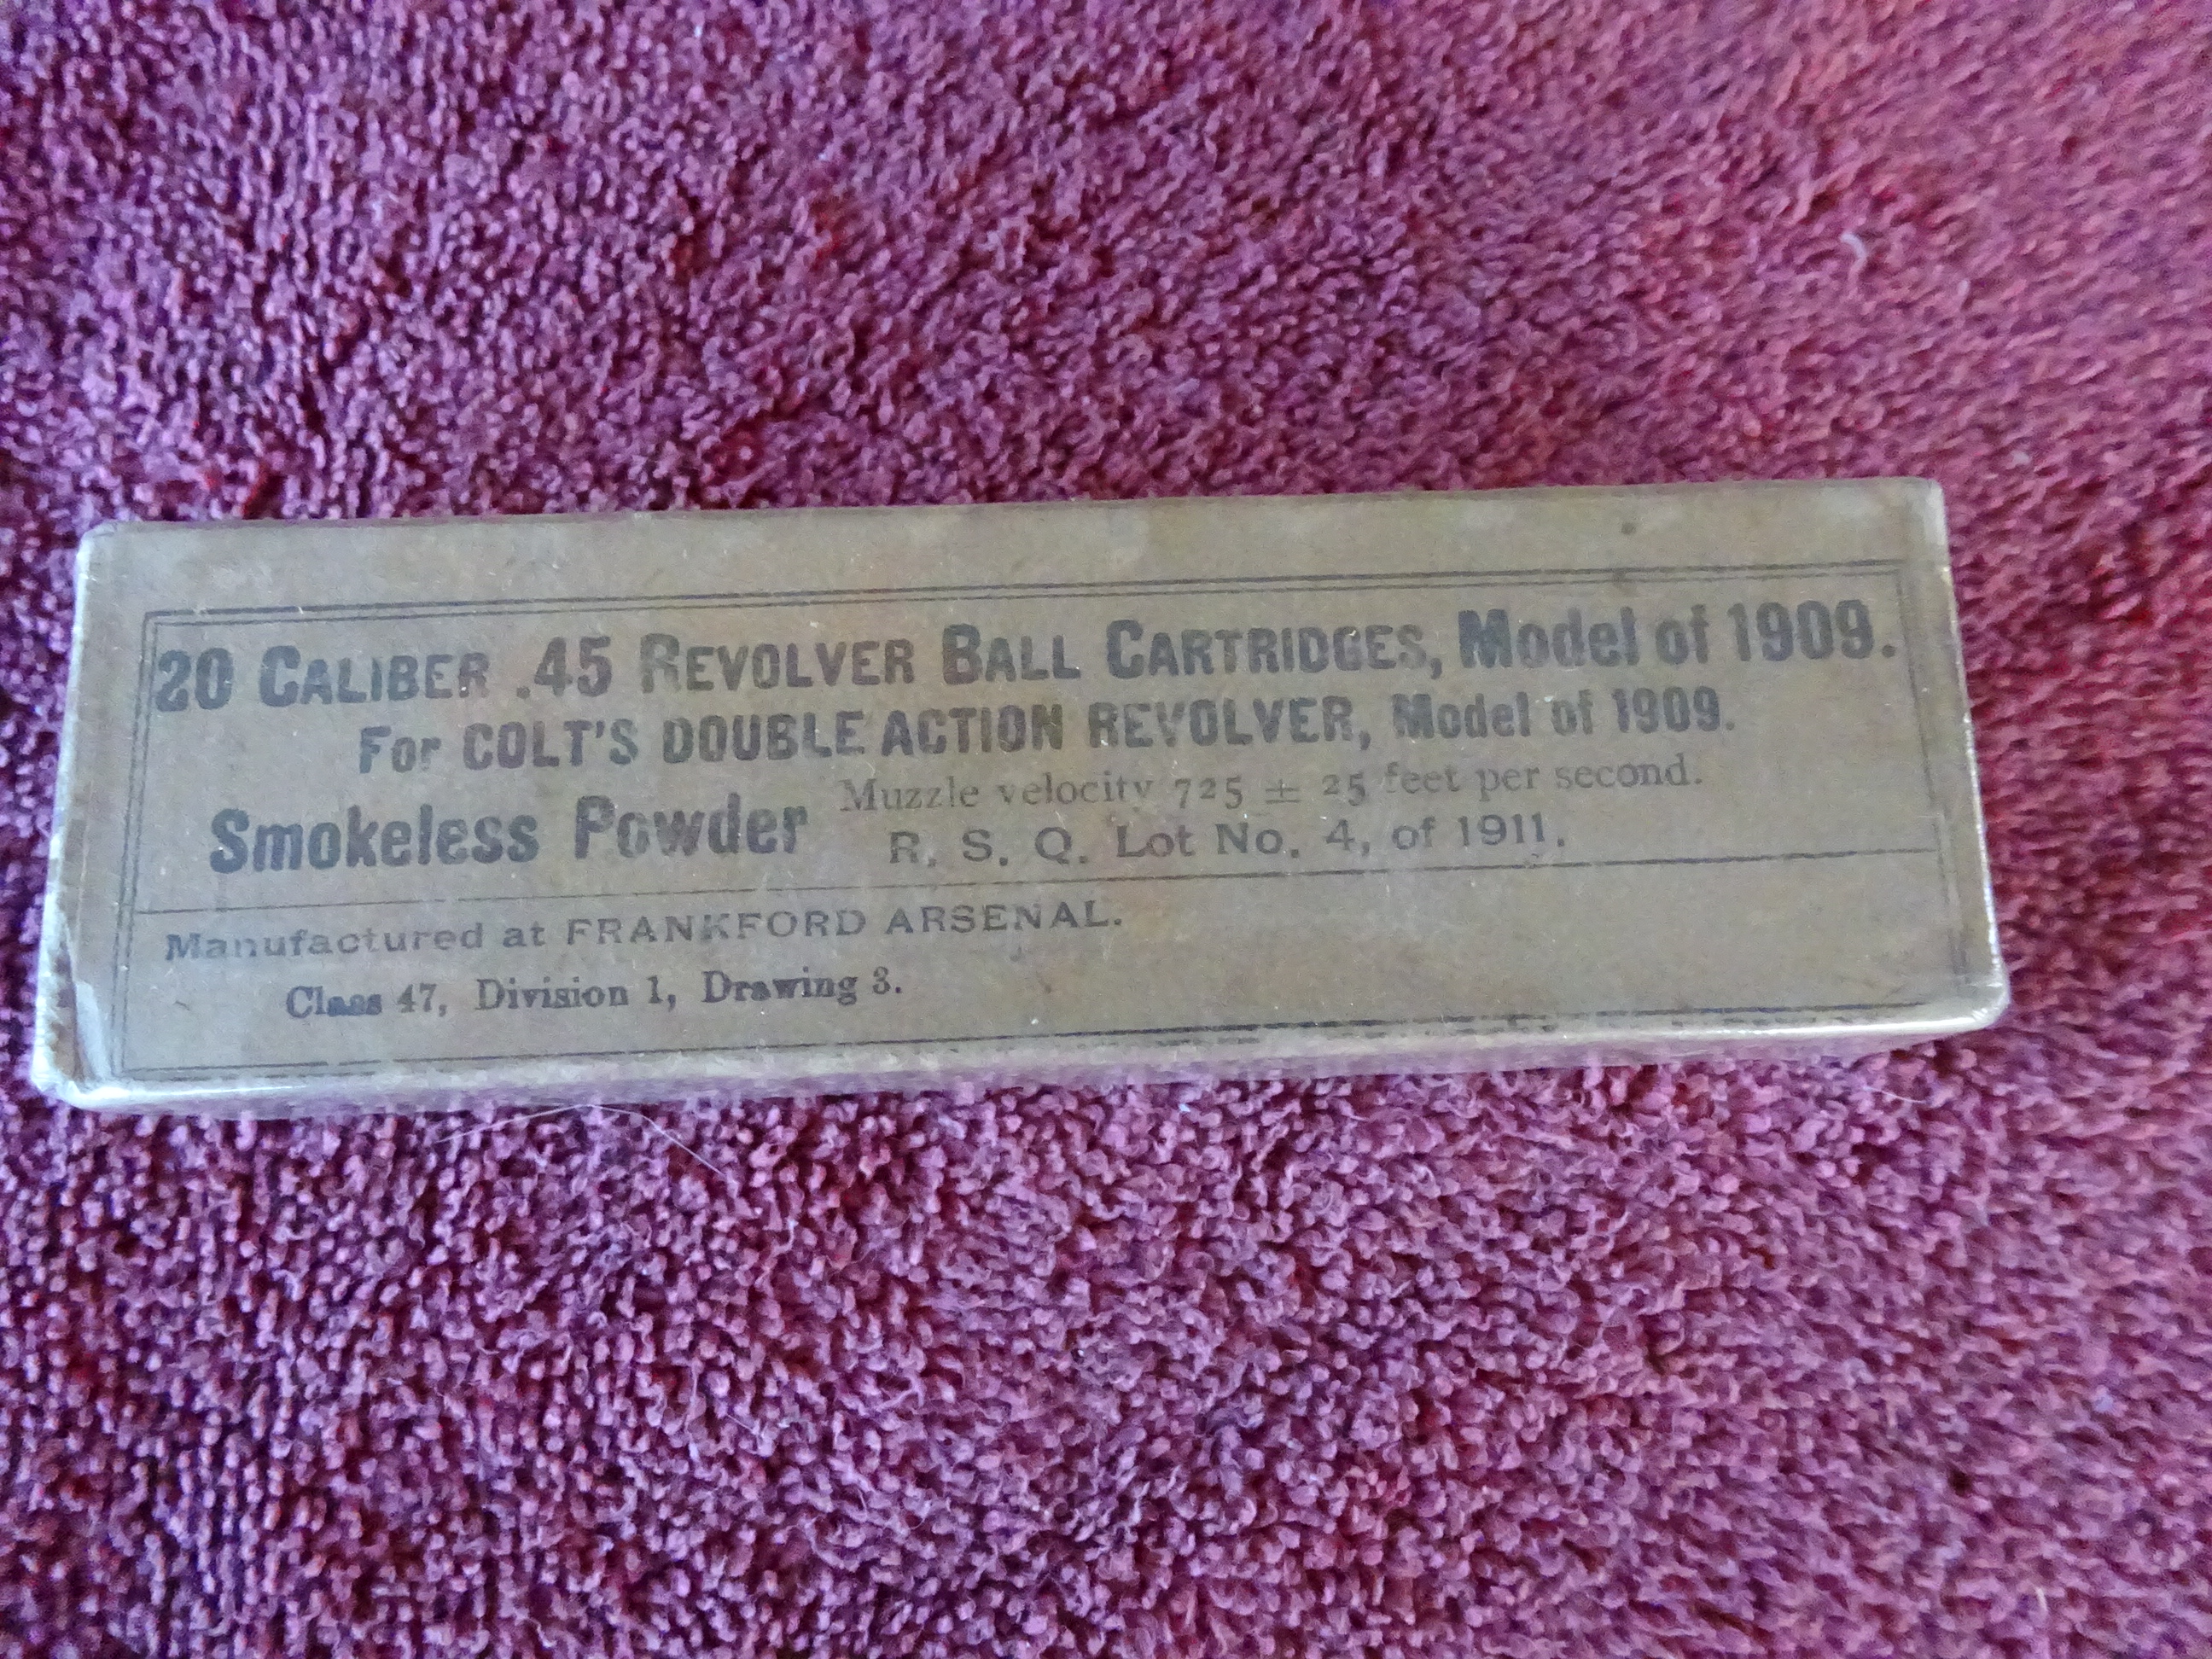 20 CALIBER .45 REVOLVER BALL CARTRIDGES, Model of 1909.
For COLT'S DOUBLE ACTION REVOLVER, Model of 1909.
Smokeless Powder
Muzzle velocity 725 ± 25 feet per second.
R. S. Q. Lot No. 4, of 1911.
Manufactured at FRANKFORD ARSENAL.
Class 47, Division 1, Drawing 3.